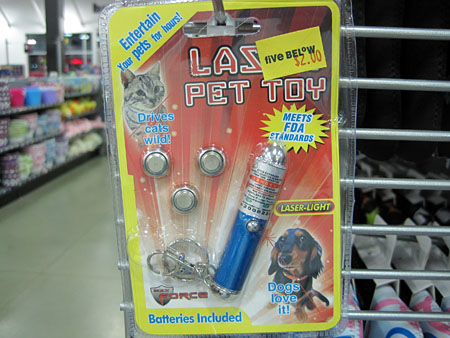 Entertain
Your pets for hours!
LAS
five BELOW
$2.00
PET TOY
MEETS
FDA
STANDARDS
Drives
cats
wild!
LASER-LIGHT
FORCE
Dogs
love
it!
Batteries Included